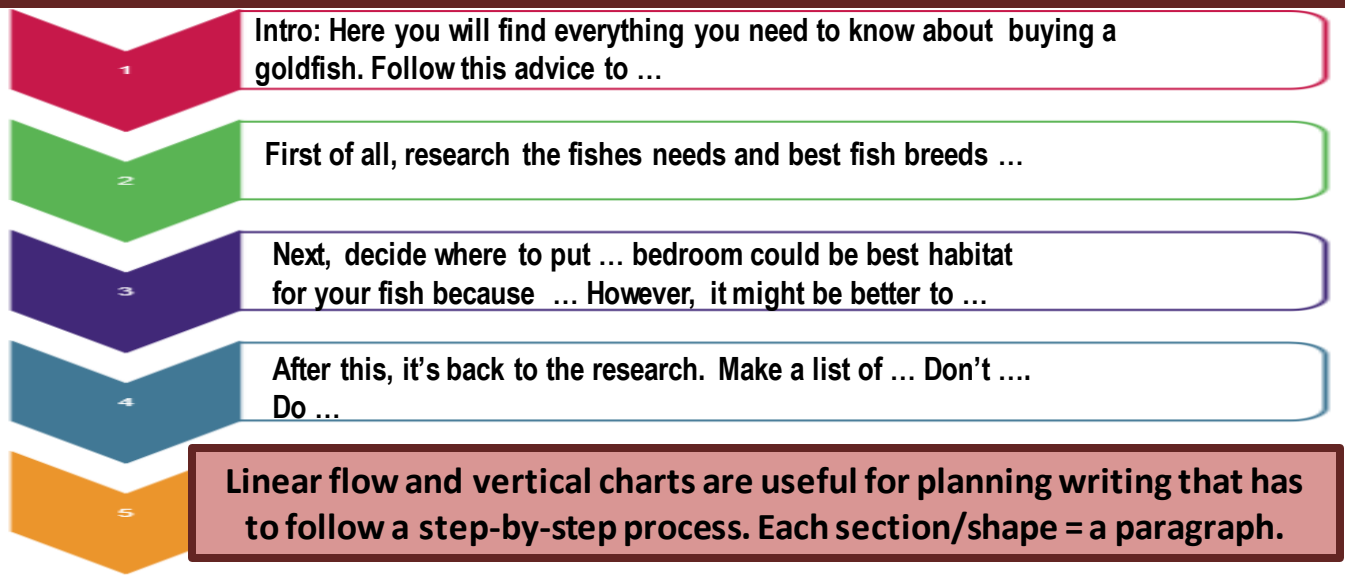 1
Intro: Here you will find everything you need to know about buying a
goldfish. Follow this advice to …
2
First of all, research the fishes needs and best fish breeds …
3
Next, decide where to put … bedroom could be best habitat
for your fish because … However, it might be better to …
4
After this, it’s back to the research. Make a list of … Don’t ….
Do …
5
Linear flow and vertical charts are useful for planning writing that has
to follow a step-by-step process. Each section/shape = a paragraph.